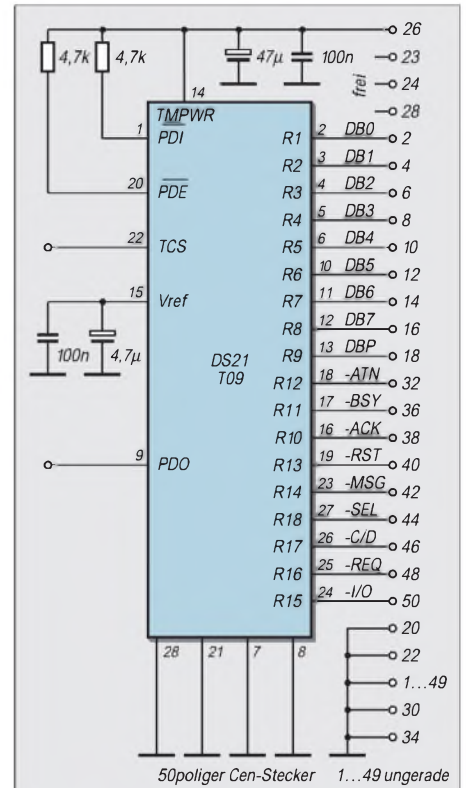 26
4,7k 4,7k 47µ 100n 23
frei 24
28
14
TMPWR
1 PDI R1 2 DB0 2
R2 3 DB1 4
20 PDE R3 4 DB2 6
R4 5 DB3 8
22 TCS R5 6 DB4 10
R6 10 DB5 12
15 Vref R7 11 DB6 14
R8 12 DB7 16
100n 4,7µ DS21 R9 13 DBP 18
T09 R12 18 -ATN 32
R11 17 -BSY 36
R10 16 -ACK 38
9 PDO R13 19 -RST 40
R14 23 -MSG 42
R18 27 -SEL 44
R17 26 -C/D 46
R16 25 -REQ 48
R15 24 -I/O 50
20
28 21 7 8 22
1...49
30
34
50poliger Cen-Stecker 1...49 ungerade